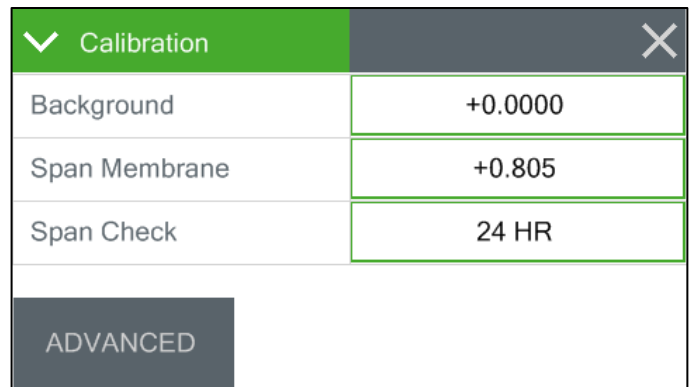 Calibration
Background +0.0000
Span Membrane +0.805
Span Check 24 HR
ADVANCED